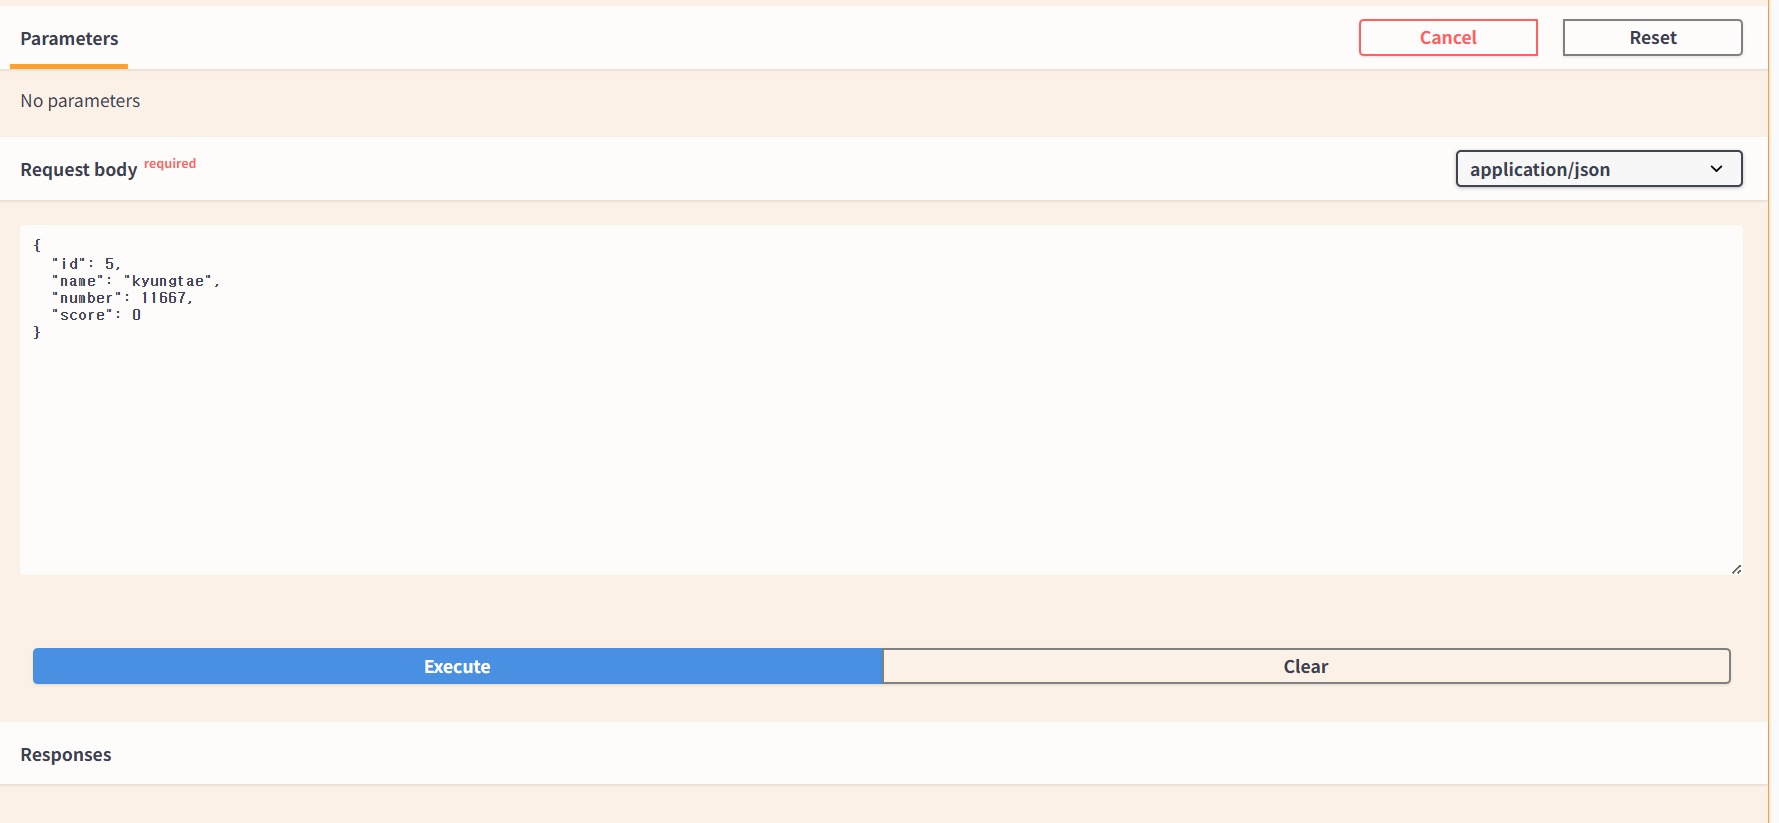 Parameters
Cancel
Reset
No parameters
Request body required
application/json
{
  "id": 5,
  "name": "kyungtae",
  "number": 11667,
  "score": 0
}
Execute
Clear
Responses